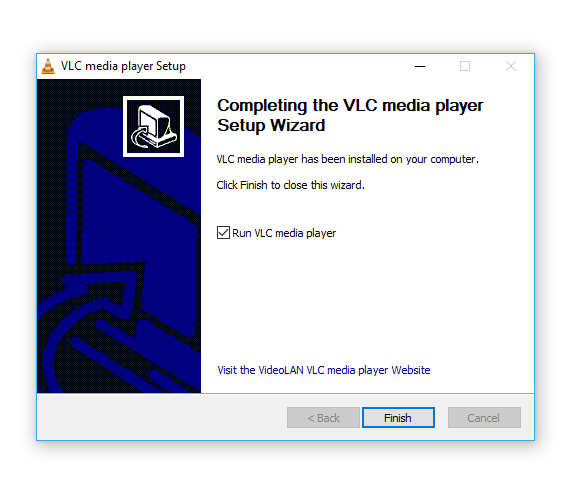 VLC media player Setup
Completing the VLC media player
Setup Wizard
VLC media player has been installed on your computer.
Click Finish to close this wizard.
Run VLC media player
Visit the VideoLAN VLC media player Website
< Back
Finish
Cancel